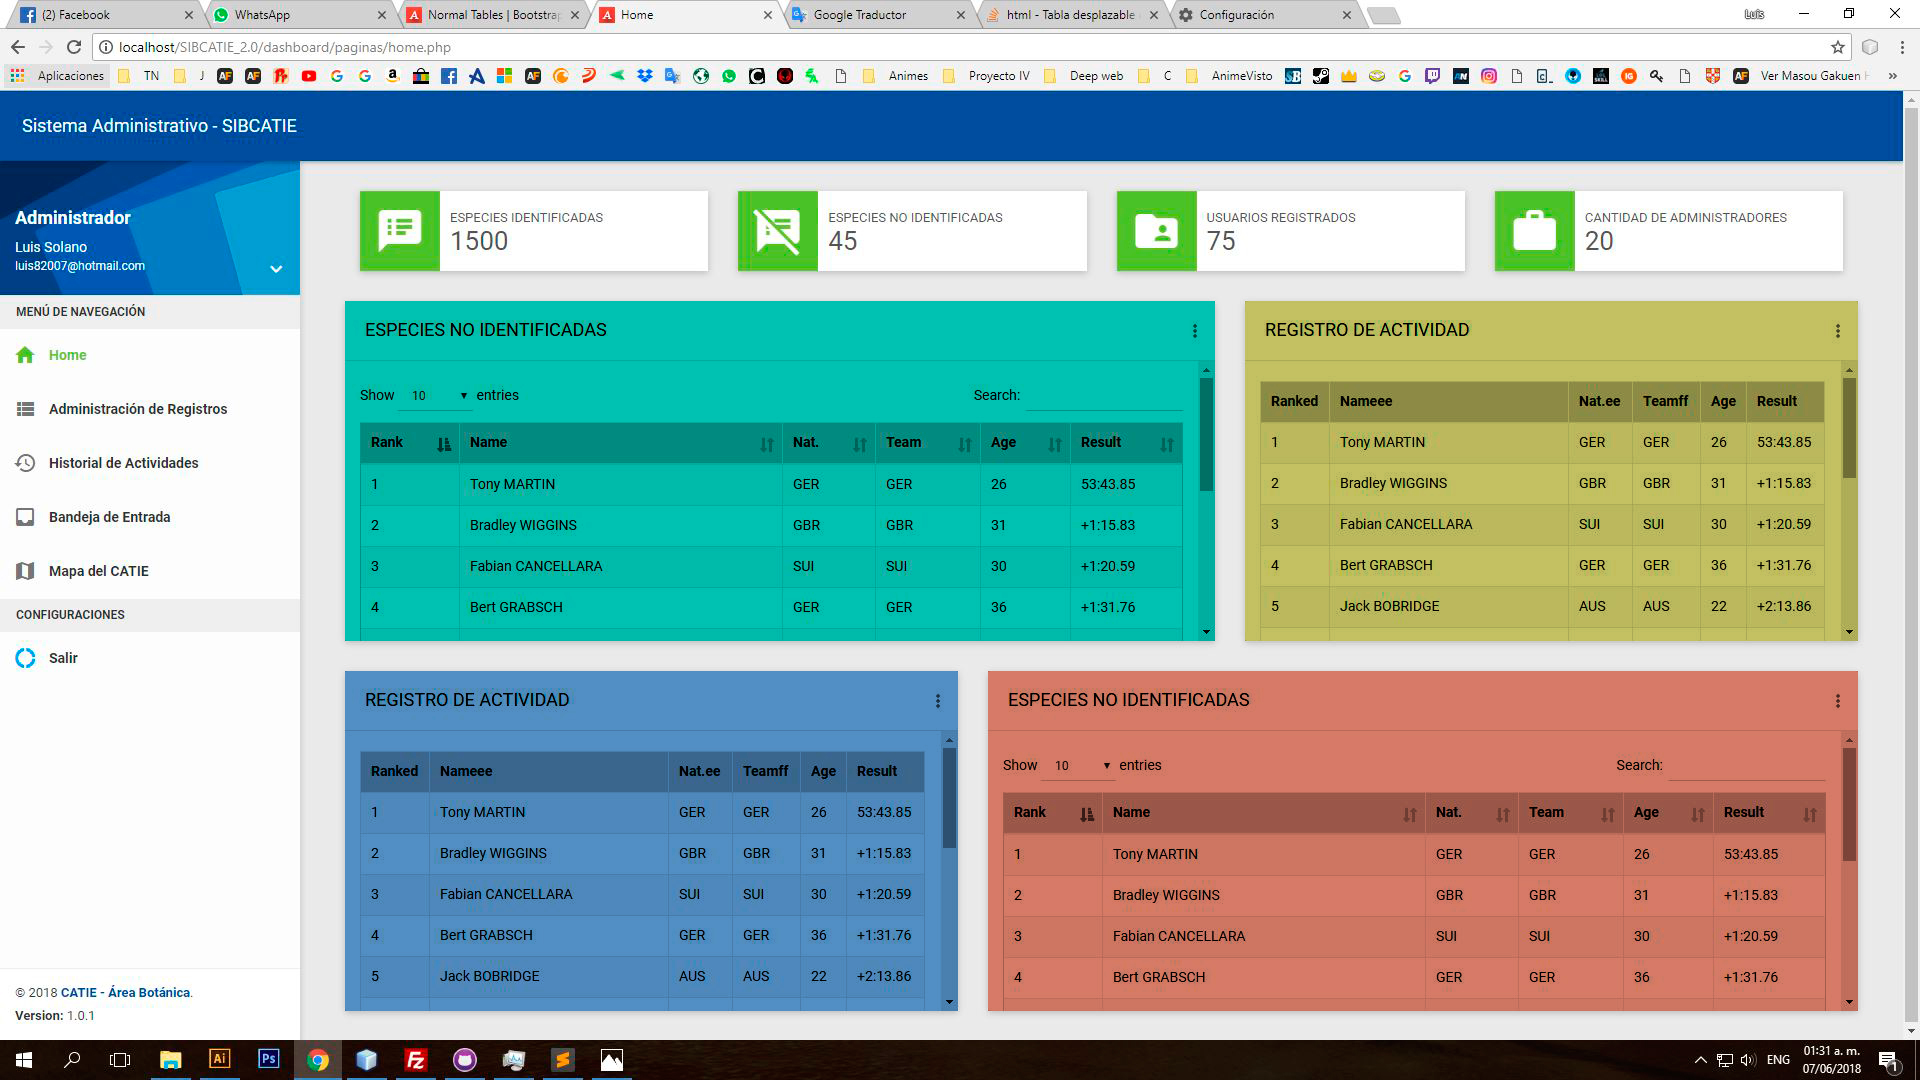 (2) Facebook
WhatsApp
Normal Tables | Bootstrap
Home
Google Traductor
html - Tabla desplazable
Configuración
Luis
localhost/SIBCATIE_2.0/dashboard/paginas/home.php
Aplicaciones TN J Animes Proyecto IV Deep web C AnimeVisto Ver Masou Gakuen
Sistema Administrativo - SIBCATIE
Administrador
Luis Solano
luis82007@hotmail.com
MENÚ DE NAVEGACIÓN
Home
Administración de Registros
Historial de Actividades
Bandeja de Entrada
Mapa del CATIE
CONFIGURACIONES
Salir
© 2018 CATIE - Área Botánica.
Version: 1.0.1
ESPECIES IDENTIFICADAS
1500
ESPECIES NO IDENTIFICADAS
45
USUARIOS REGISTRADOS
75
CANTIDAD DE ADMINISTRADORES
20
ESPECIES NO IDENTIFICADAS
Show 10 entries Search:
Rank Name Nat. Team Age Result
1 Tony MARTIN GER GER 26 53:43.85
2 Bradley WIGGINS GBR GBR 31 +1:15.83
3 Fabian CANCELLARA SUI SUI 30 +1:20.59
4 Bert GRABSCH GER GER 36 +1:31.76
REGISTRO DE ACTIVIDAD
Ranked Nameee Nat.ee Teamff Age Result
1 Tony MARTIN GER GER 26 53:43.85
2 Bradley WIGGINS GBR GBR 31 +1:15.83
3 Fabian CANCELLARA SUI SUI 30 +1:20.59
4 Bert GRABSCH GER GER 36 +1:31.76
5 Jack BOBRIDGE AUS AUS 22 +2:13.86
REGISTRO DE ACTIVIDAD
Ranked Nameee Nat.ee Teamff Age Result
1 Tony MARTIN GER GER 26 53:43.85
2 Bradley WIGGINS GBR GBR 31 +1:15.83
3 Fabian CANCELLARA SUI SUI 30 +1:20.59
4 Bert GRABSCH GER GER 36 +1:31.76
5 Jack BOBRIDGE AUS AUS 22 +2:13.86
ESPECIES NO IDENTIFICADAS
Show 10 entries Search:
Rank Name Nat. Team Age Result
1 Tony MARTIN GER GER 26 53:43.85
2 Bradley WIGGINS GBR GBR 31 +1:15.83
3 Fabian CANCELLARA SUI SUI 30 +1:20.59
4 Bert GRABSCH GER GER 36 +1:31.76
Ai Ps Fz
ENG
01:31 a. m.
07/06/2018
1